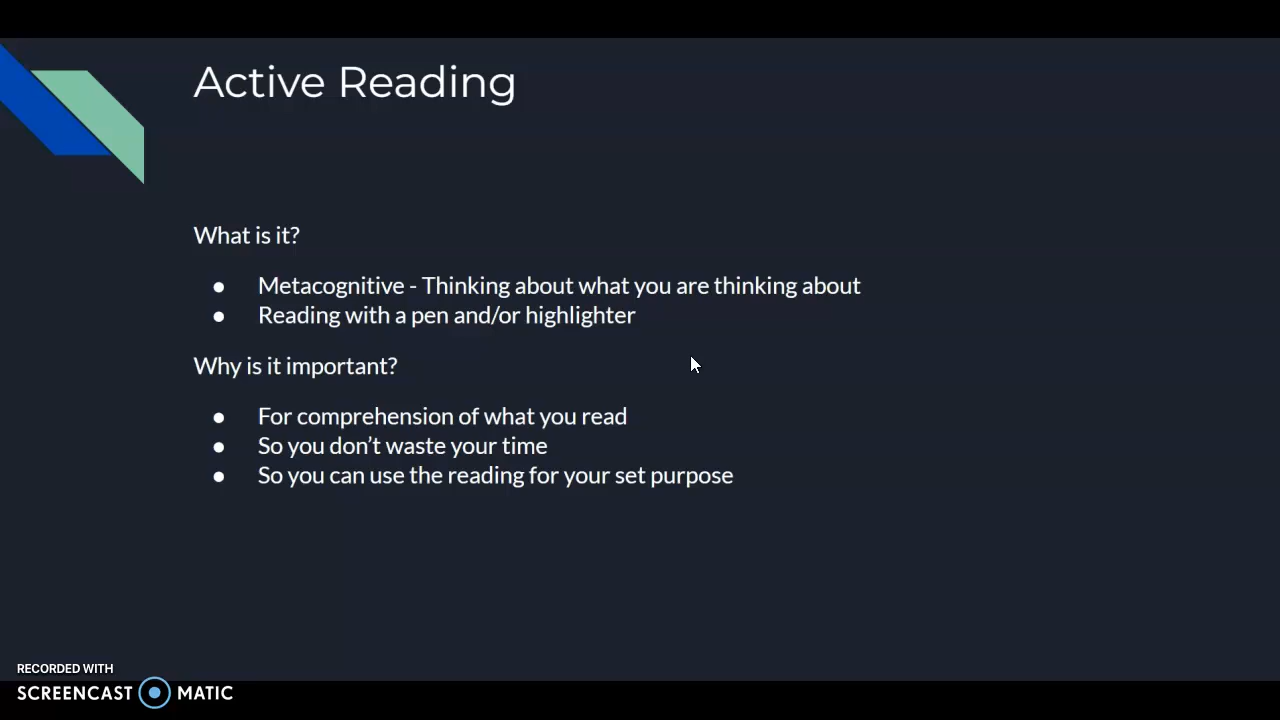 Active Reading
What is it?
● Metacognitive - Thinking about what you are thinking about
● Reading with a pen and/or highlighter
Why is it important?
● For comprehension of what you read
● So you don’t waste your time
● So you can use the reading for your set purpose
RECORDED WITH
SCREENCAST MATIC